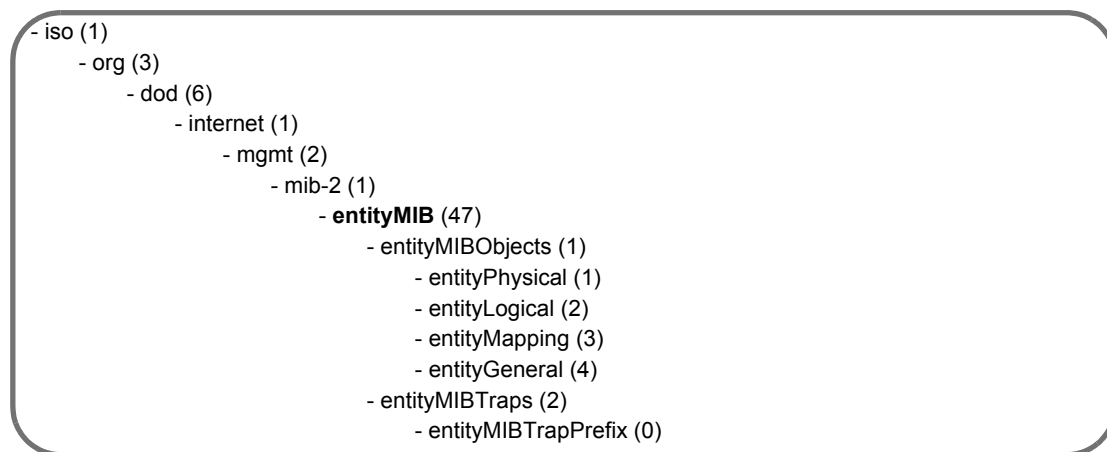 - iso (1)
- org (3)
- dod (6)
- internet (1)
- mgmt (2)
- mib-2 (1)
- entityMIB (47)
- entityMIBObjects (1)
- entityPhysical (1)
- entityLogical (2)
- entityMapping (3)
- entityGeneral (4)
- entityMIBTraps (2)
- entityMIBTrapPrefix (0)